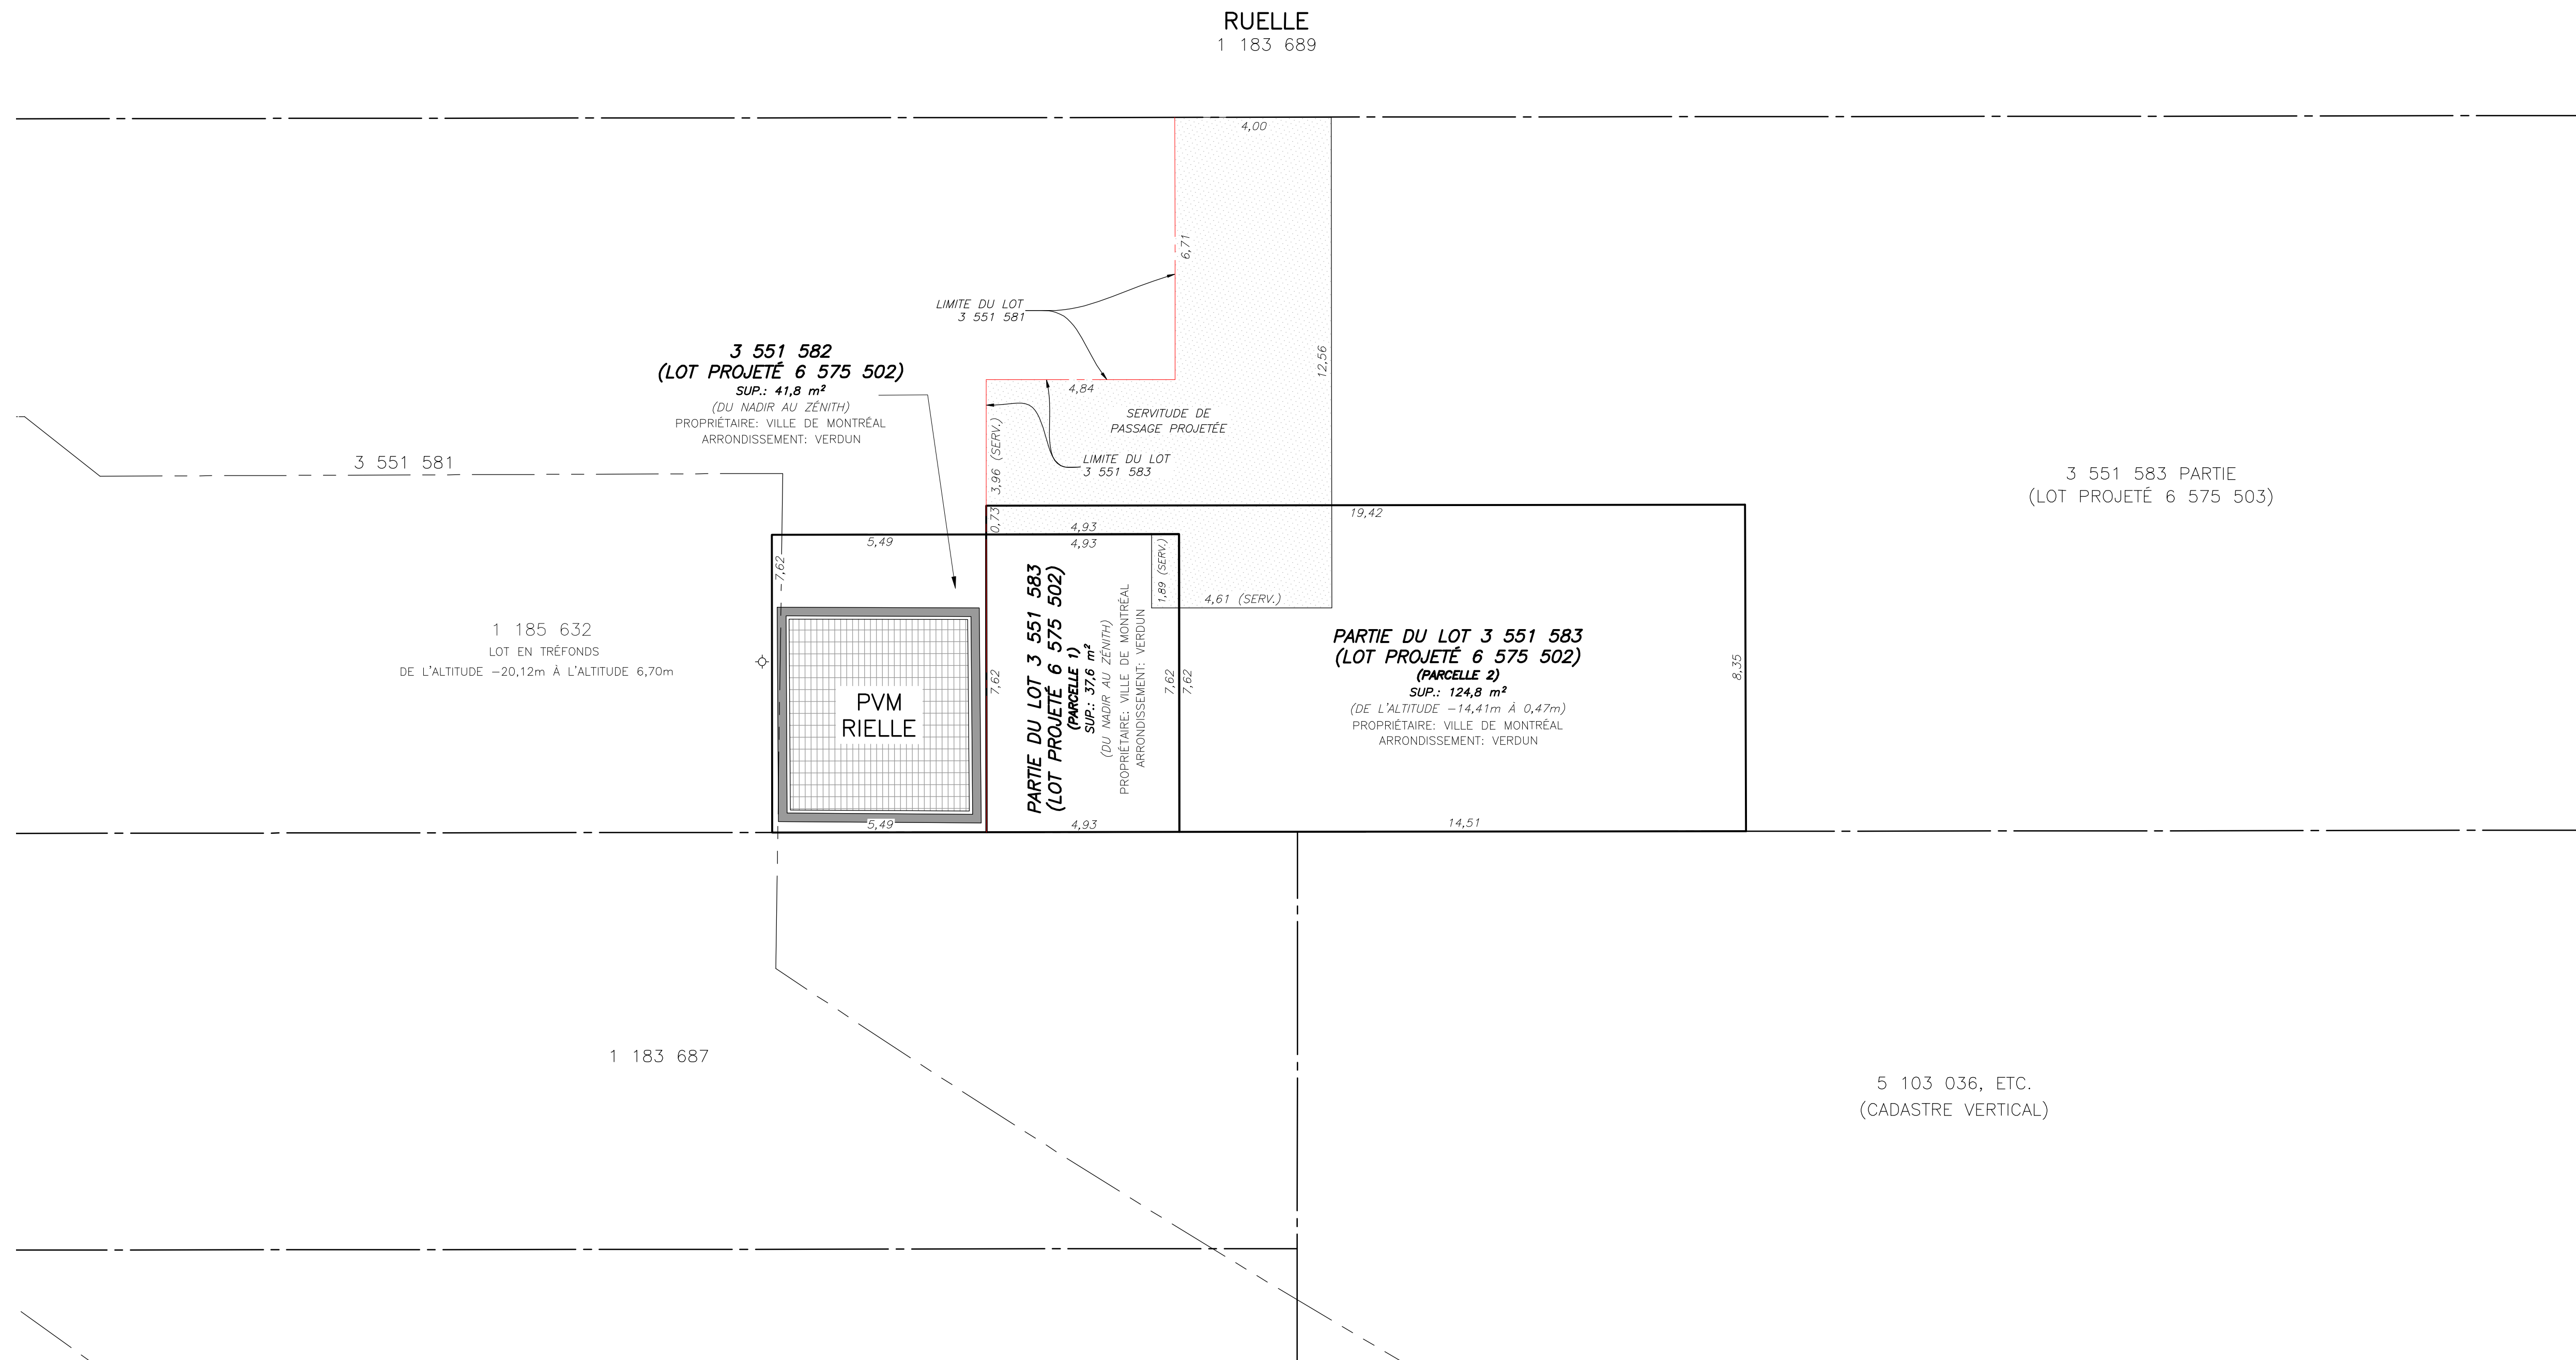 RUELLE
1 183 689
4,00
6,71
LIMITE DU LOT
3 551 581
12,56
3 551 582
(LOT PROJETÉ 6 575 502)
SUP.: 41,8 m²
(DU NADIR AU ZÉNITH)
PROPRIÉTAIRE: VILLE DE MONTRÉAL
ARRONDISSEMENT: VERDUN
4,84
SERVITUDE DE
PASSAGE PROJETÉE
3,96 (SERV.)
LIMITE DU LOT
3 551 583
3 551 581
3 551 583 PARTIE
(LOT PROJETÉ 6 575 503)
0,73
19,42
4,93
4,93
5,49
7,62
1,89 (SERV.)
4,61 (SERV.)
1 185 632
LOT EN TRÉFONDS
DE L'ALTITUDE −20,12m À L'ALTITUDE 6,70m
PVM
RIELLE
7,62
PARTIE DU LOT 3 551 583
(LOT PROJETÉ 6 575 502)
(PARCELLE 1)
SUP.: 37,6 m²
(DU NADIR AU ZÉNITH)
PROPRIÉTAIRE: VILLE DE MONTRÉAL
ARRONDISSEMENT: VERDUN
7,62
7,62
PARTIE DU LOT 3 551 583
(LOT PROJETÉ 6 575 502)
(PARCELLE 2)
SUP.: 124,8 m²
(DE L'ALTITUDE −14,41m À 0,47m)
PROPRIÉTAIRE: VILLE DE MONTRÉAL
ARRONDISSEMENT: VERDUN
8,35
5,49
4,93
14,51
1 183 687
5 103 036, ETC.
(CADASTRE VERTICAL)